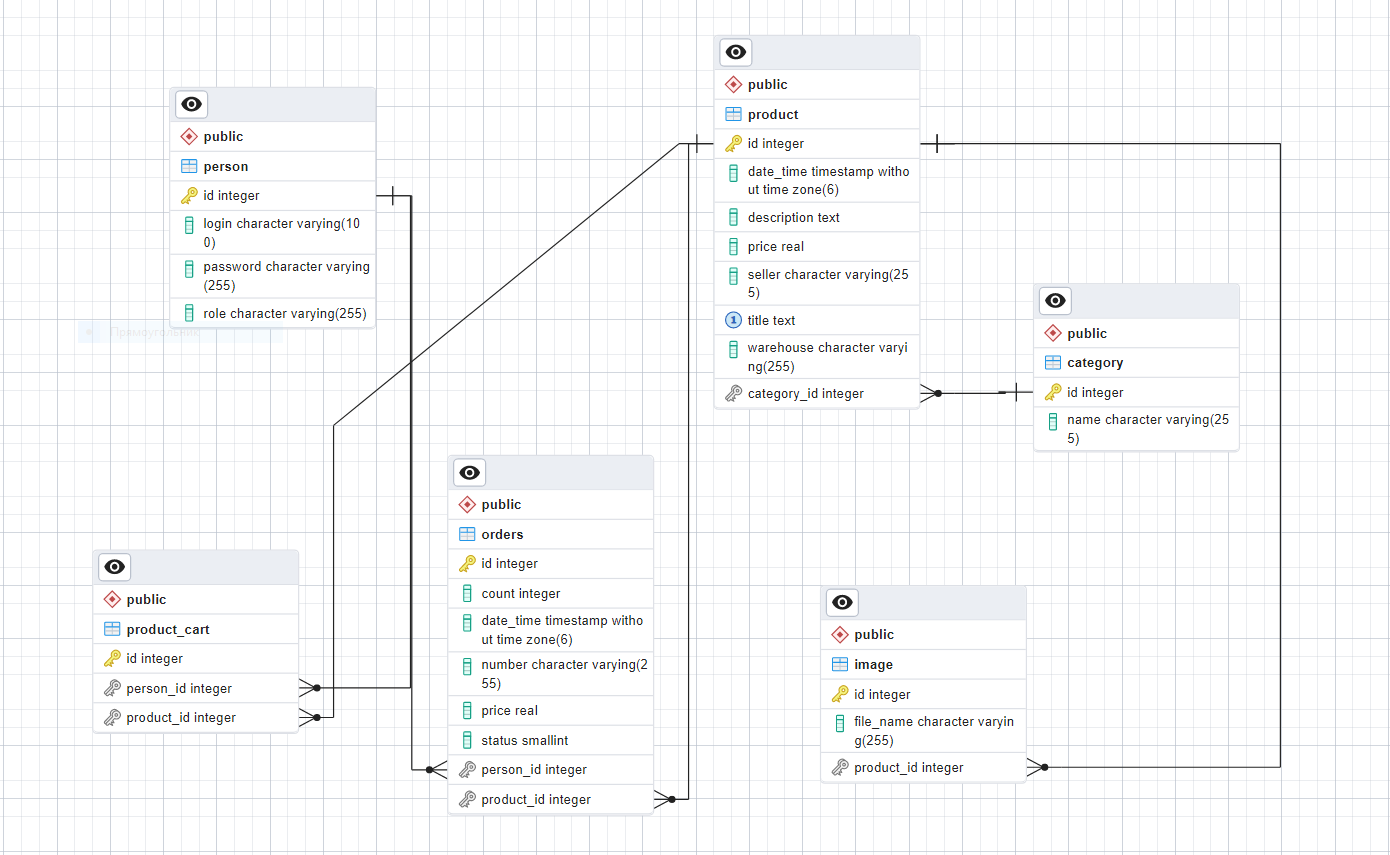 public
person
id integer
login character varying(10
0)
password character varying
(255)
role character varying(255)
Прямоугольник
public
product
id integer
date_time timestamp witho
ut time zone(6)
description text
price real
seller character varying(25
5)
1 title text
warehouse character varyi
ng(255)
category_id integer
public
category
id integer
name character varying(25
5)
public
product_cart
id integer
person_id integer
product_id integer
public
orders
id integer
count integer
date_time timestamp witho
ut time zone(6)
number character varying(2
55)
price real
status smallint
person_id integer
product_id integer
public
image
id integer
file_name character varyin
g(255)
product_id integer